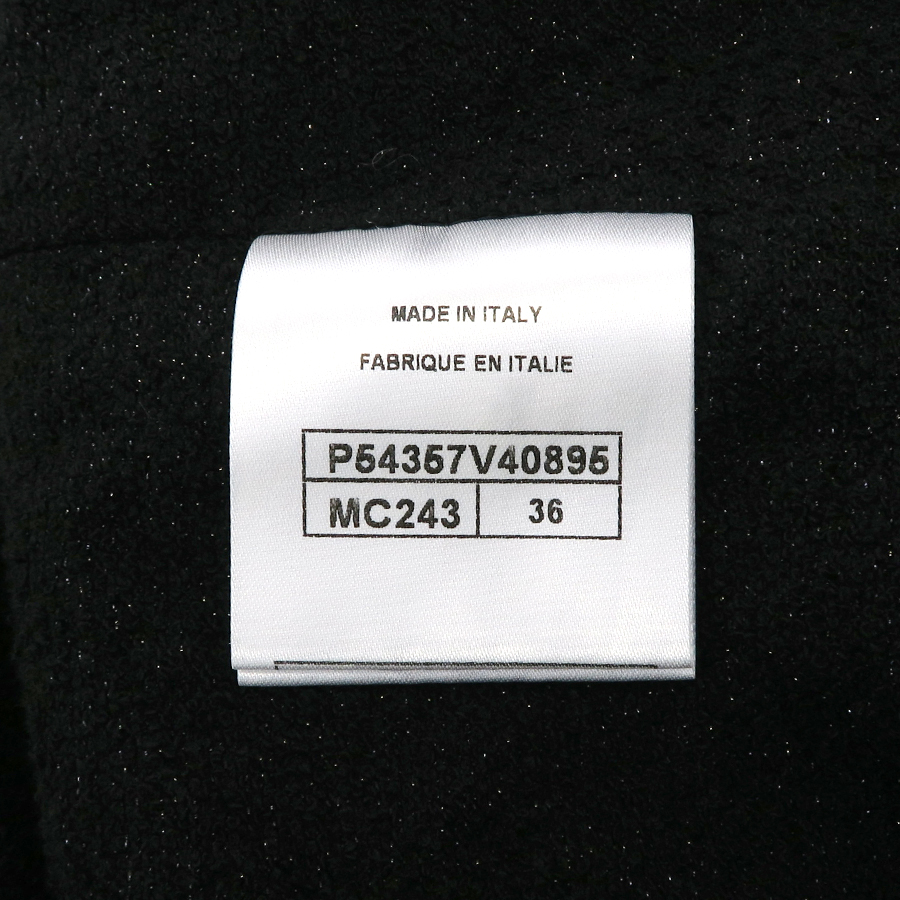 MADE IN ITALY
FABRIQUE EN ITALIE
P54357V40895
MC243 36